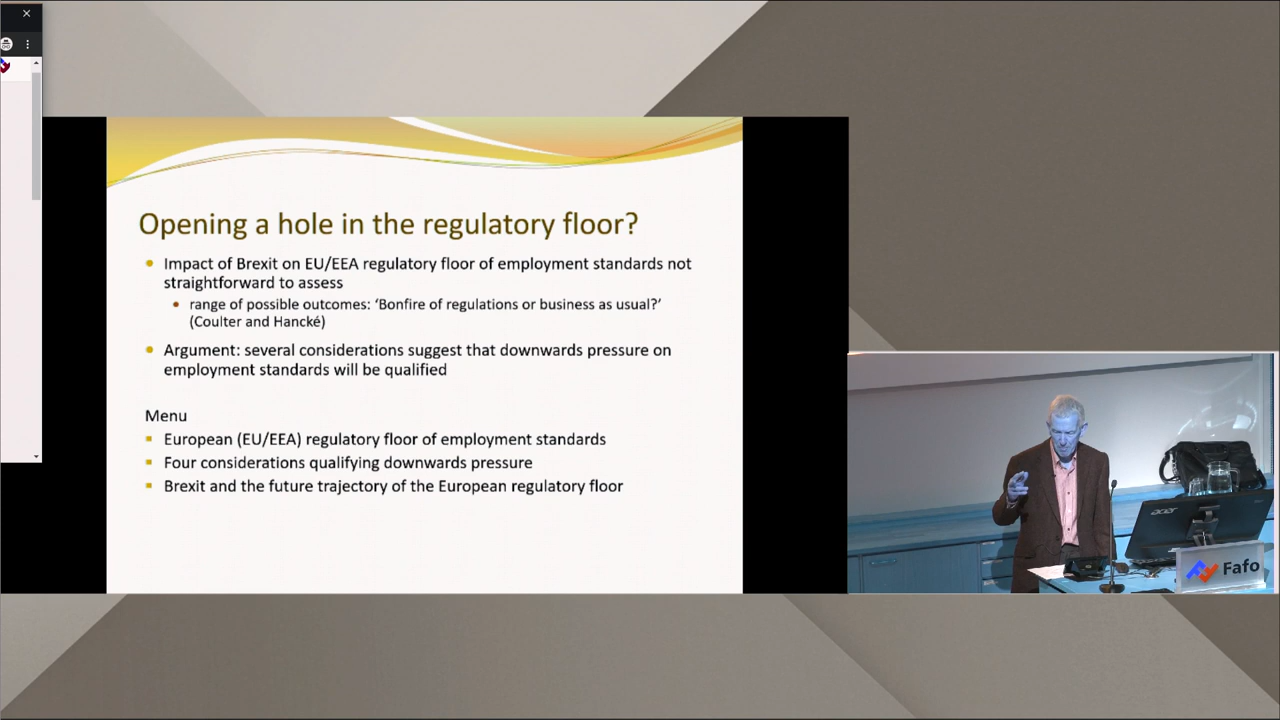 Opening a hole in the regulatory floor?
Impact of Brexit on EU/EEA regulatory floor of employment standards not
straightforward to assess
range of possible outcomes: ‘Bonfire of regulations or business as usual?’
(Coulter and Hancké)
Argument: several considerations suggest that downwards pressure on
employment standards will be qualified
Menu
European (EU/EEA) regulatory floor of employment standards
Four considerations qualifying downwards pressure
Brexit and the future trajectory of the European regulatory floor
acer
Fafo